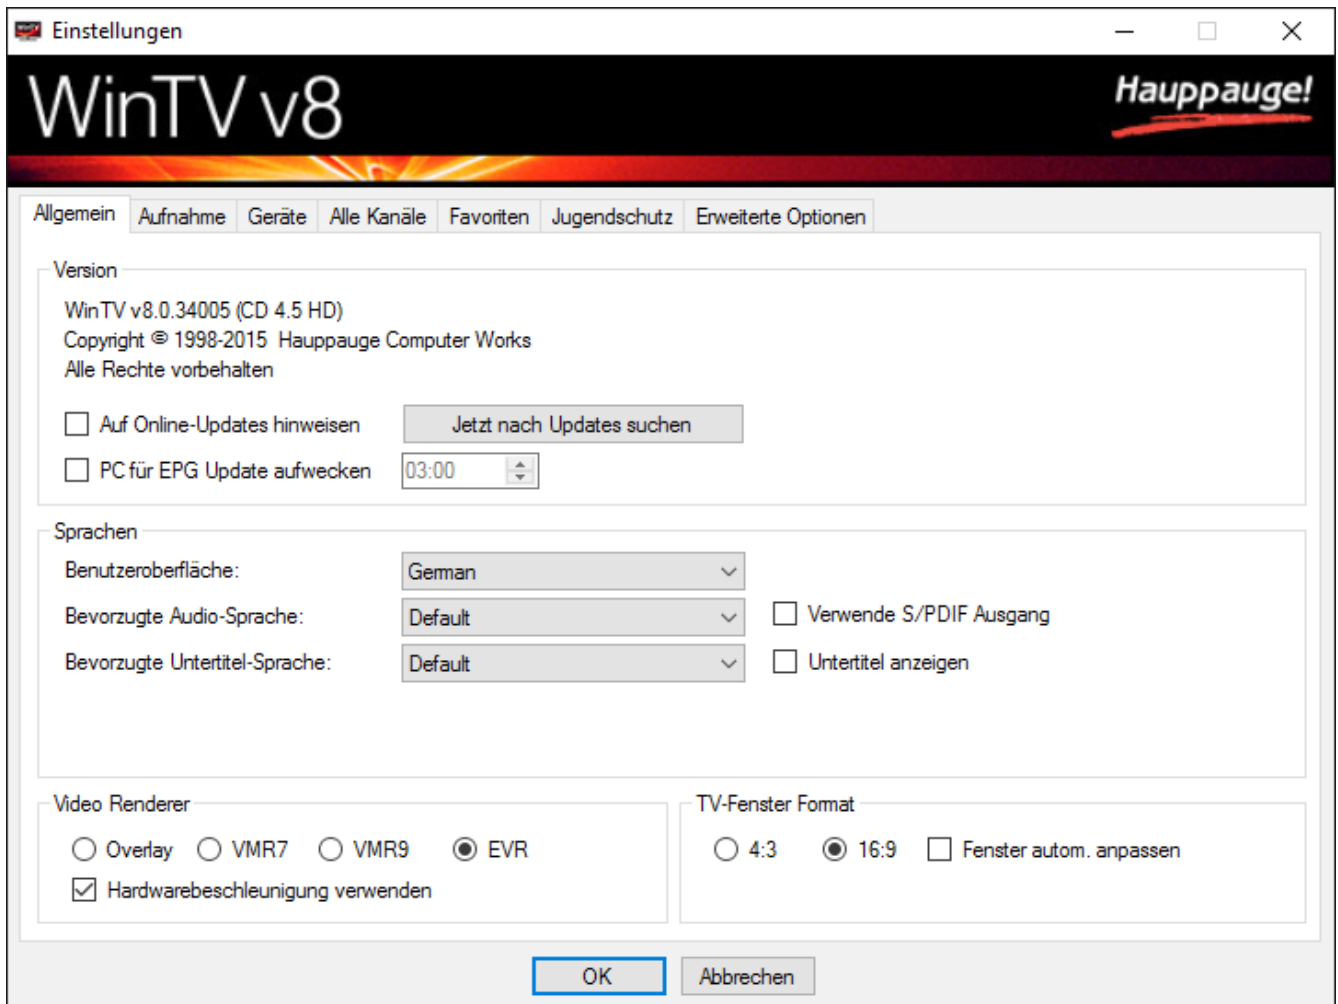 Einstellungen
WinTV v8
Hauppauge!
Allgemein Aufnahme Geräte Alle Kanäle Favoriten Jugendschutz Erweiterte Optionen
Version
WinTV v8.0.34005 (CD 4.5 HD)
Copyright © 1998-2015 Hauppauge Computer Works
Alle Rechte vorbehalten
Auf Online-Updates hinweisen Jetzt nach Updates suchen
PC für EPG Update aufwecken 03:00
Sprachen
Benutzeroberfläche: German
Bevorzugte Audio-Sprache: Default Verwende S/PDIF Ausgang
Bevorzugte Untertitel-Sprache: Default Untertitel anzeigen
Video Renderer
Overlay VMR7 VMR9 EVR
Hardwarebeschleunigung verwenden
TV-Fenster Format
4:3 16:9 Fenster autom. anpassen
OK Abbrechen